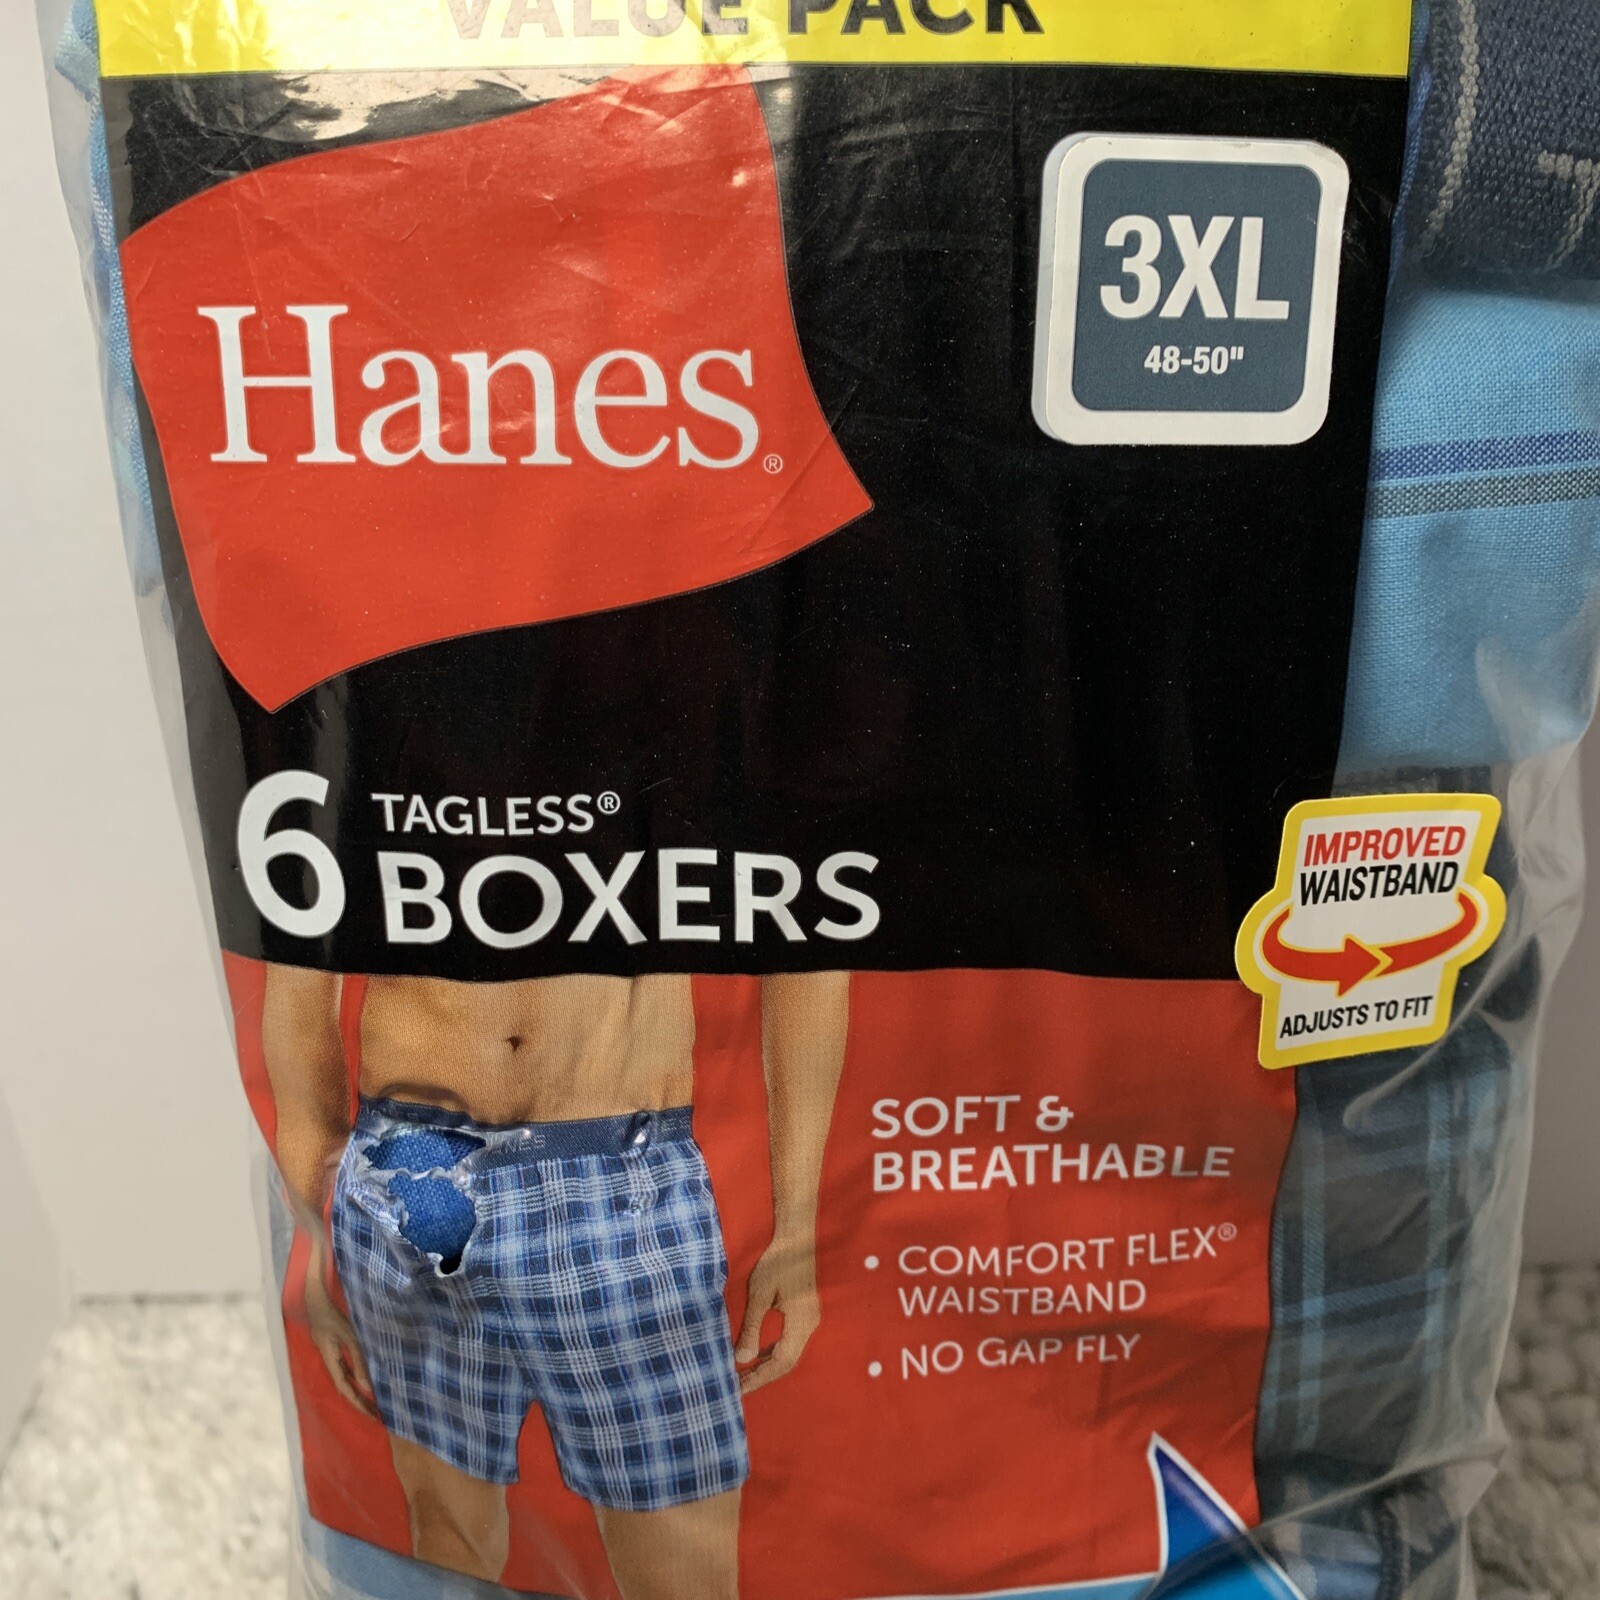 VALUE PACK
Hanes®
3XL
48-50"
6 TAGLESS®
BOXERS
IMPROVED
WAISTBAND
ADJUSTS TO FIT
SOFT &
BREATHABLE
• COMFORT FLEX®
WAISTBAND
• NO GAP FLY